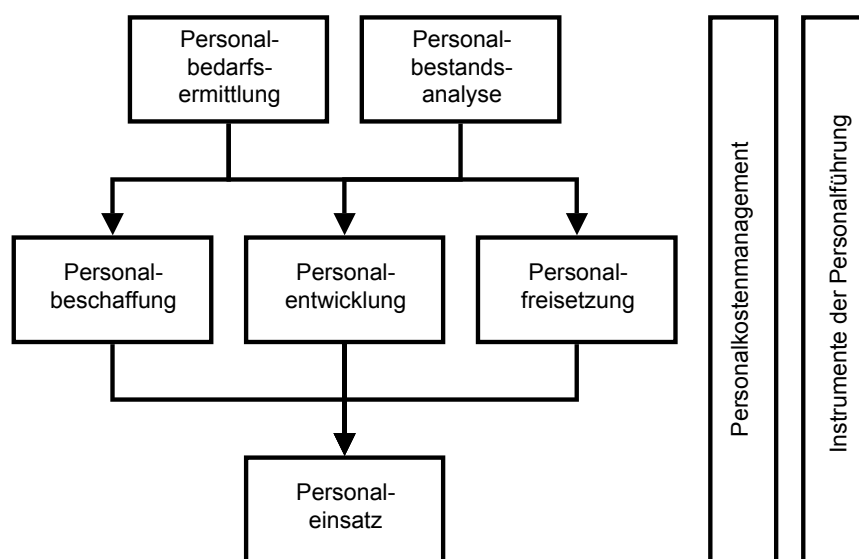 Personal-
bedarfs-
ermittlung
Personal-
bestands-
analyse
Personal-
beschaffung
Personal-
entwicklung
Personal-
freisetzung
Personal-
einsatz
Personalkostenmanagement
Instrumente der Personalführung